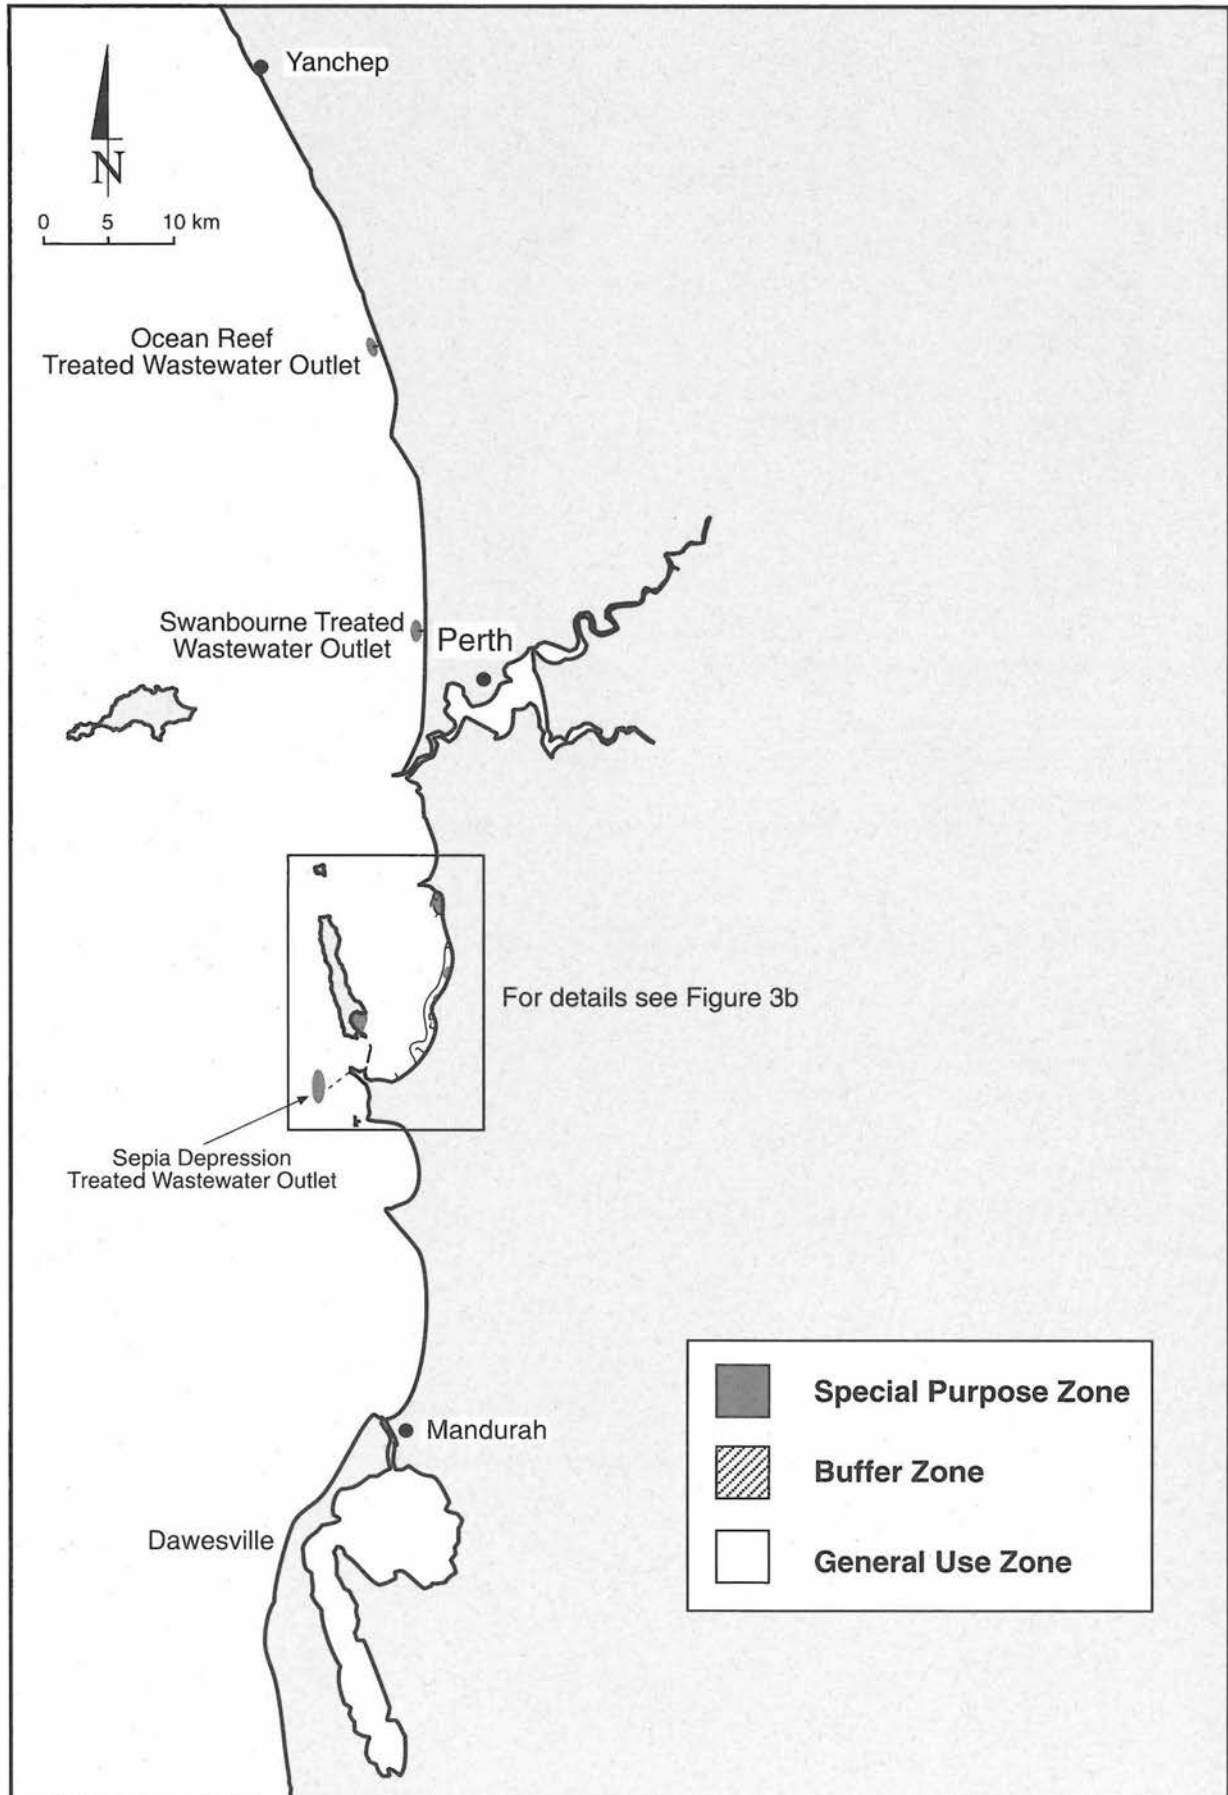 Yanchep
N
0 5 10 km
Ocean Reef
Treated Wastewater Outlet
Swanbourne Treated
Wastewater Outlet
Perth
For details see Figure 3b
Sepia Depression
Treated Wastewater Outlet
Special Purpose Zone
Mandurah
Buffer Zone
Dawesville
General Use Zone